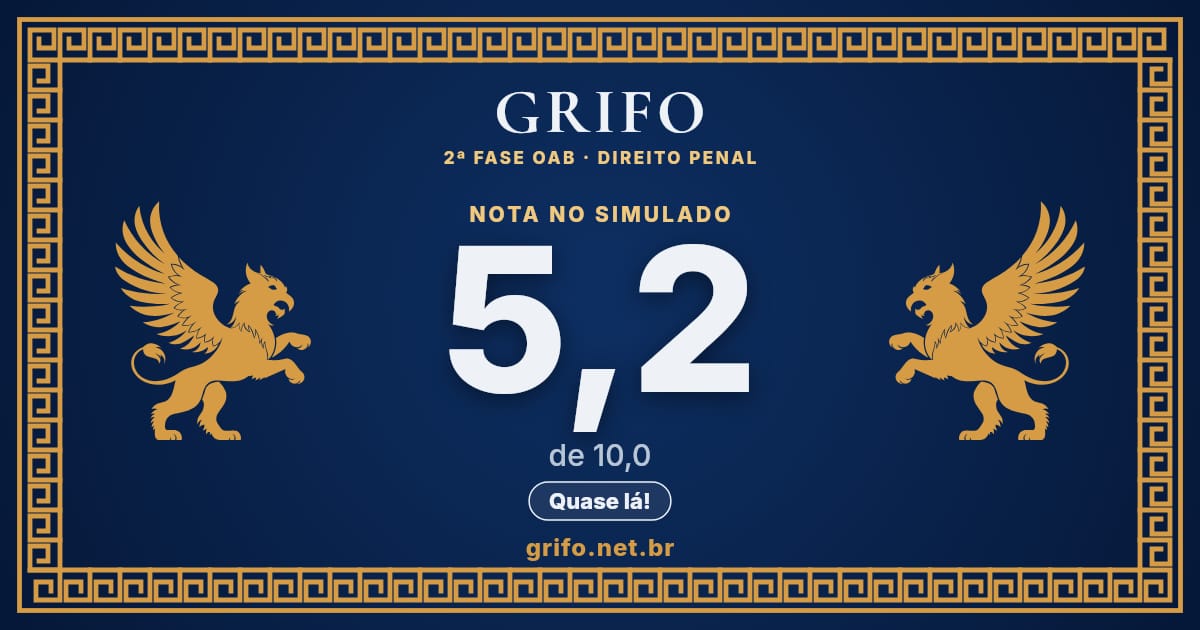 GRIFO
2ª FASE OAB · DIREITO PENAL
NOTA NO SIMULADO
5,2
de 10,0
Quase lá!
grifo.net.br